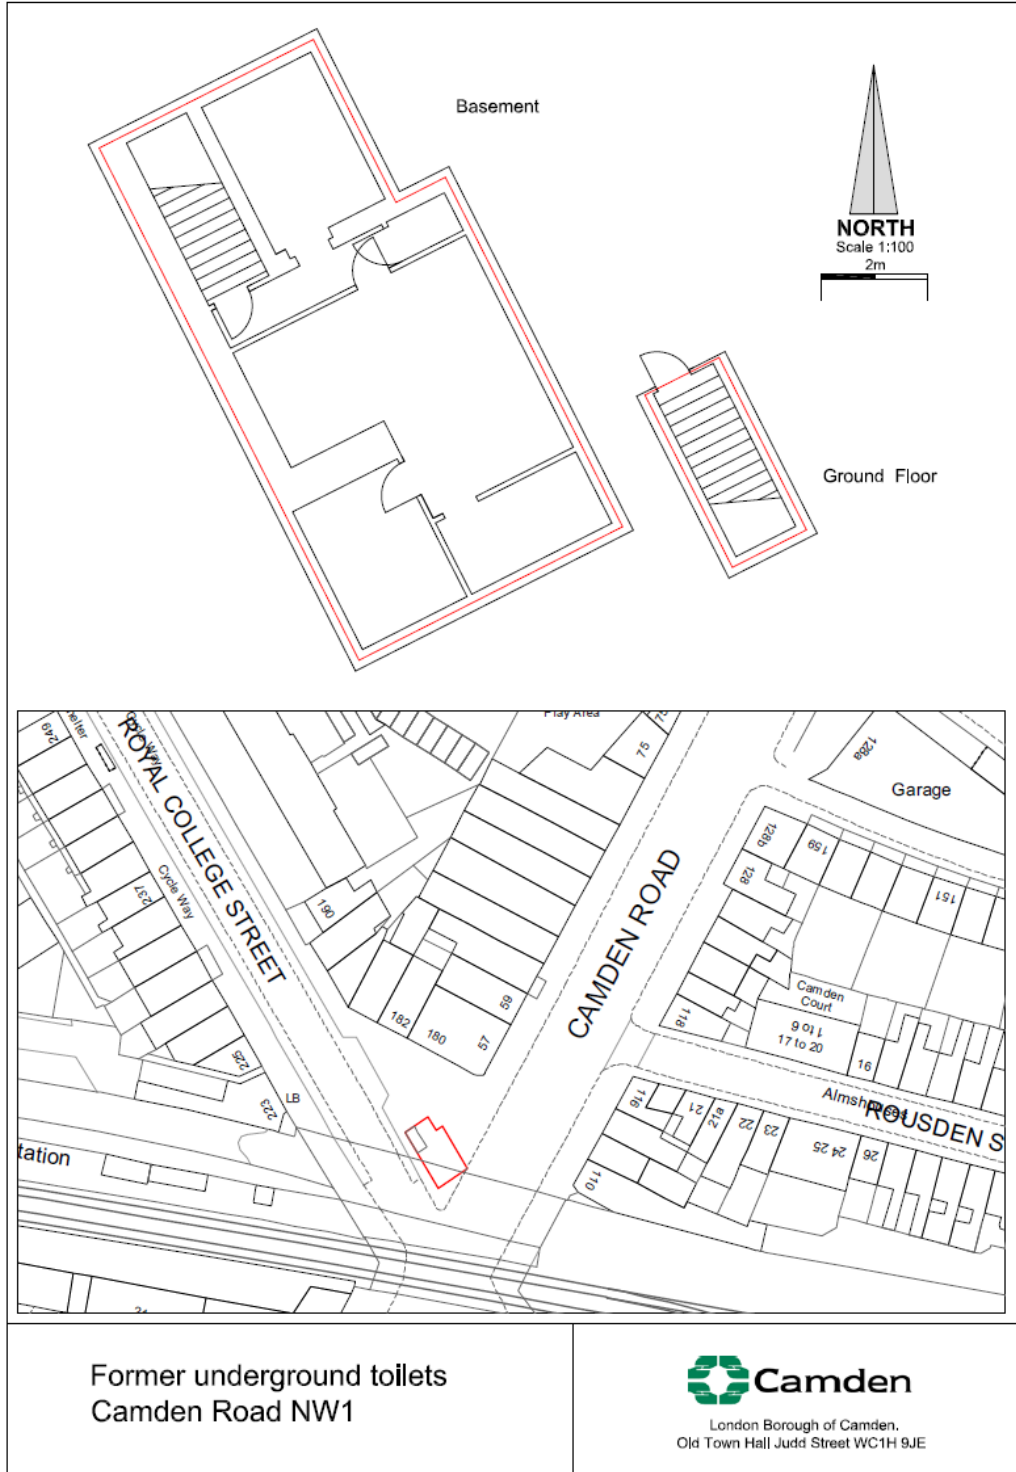 Basement
NORTH
Scale 1:100
2m
Ground Floor
249
Cycle Way
ROYAL COLLEGE STREET
Play Area
75
75
128a
Garage
CAMDEN ROAD
128b
159
128
151
237
Cycle Way
190
182
180
57
59
118
Camden
Court
1 to 9
17 to 20
16
Almshouses
ROUSDEN S
225
223
LB
tation
116
21
21a
22
23
24 25
26
110
Former underground toilets
Camden Road NW1
Camden
London Borough of Camden.
Old Town Hall Judd Street WC1H 9JE